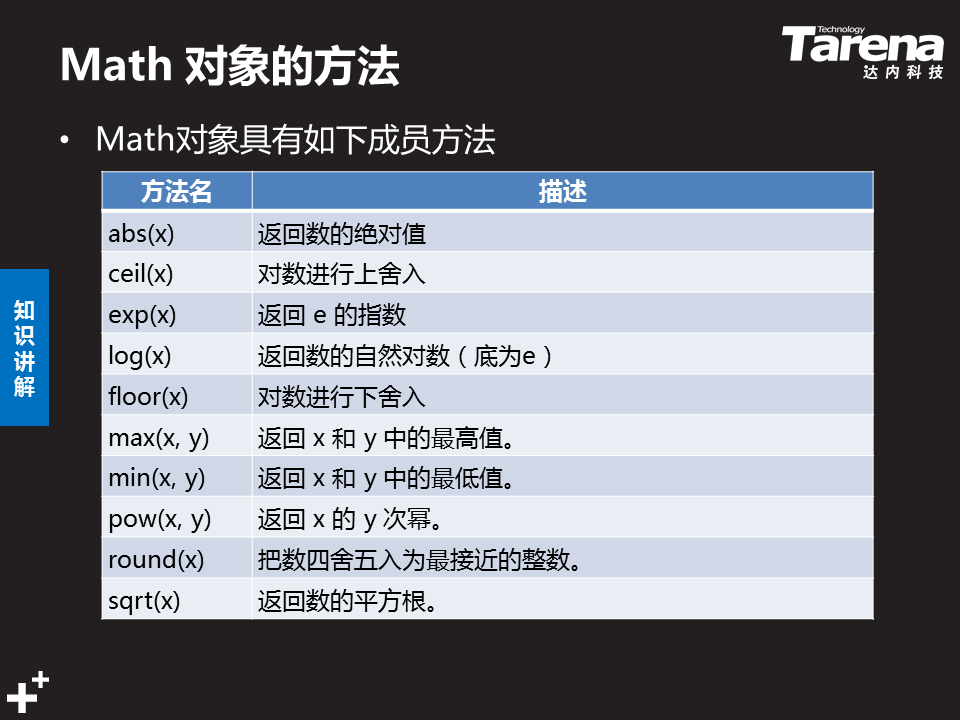 Math 对象的方法
Technology
Tarena
达内科技
• Math对象具有如下成员方法
方法名 描述
abs(x) 返回数的绝对值
ceil(x) 对数进行上舍入
exp(x) 返回 e 的指数
log(x) 返回数的自然对数（底为e）
floor(x) 对数进行下舍入
max(x, y) 返回 x 和 y 中的最高值。
min(x, y) 返回 x 和 y 中的最低值。
pow(x, y) 返回 x 的 y 次幂。
round(x) 把数四舍五入为最接近的整数。
sqrt(x) 返回数的平方根。
知
识
讲
解